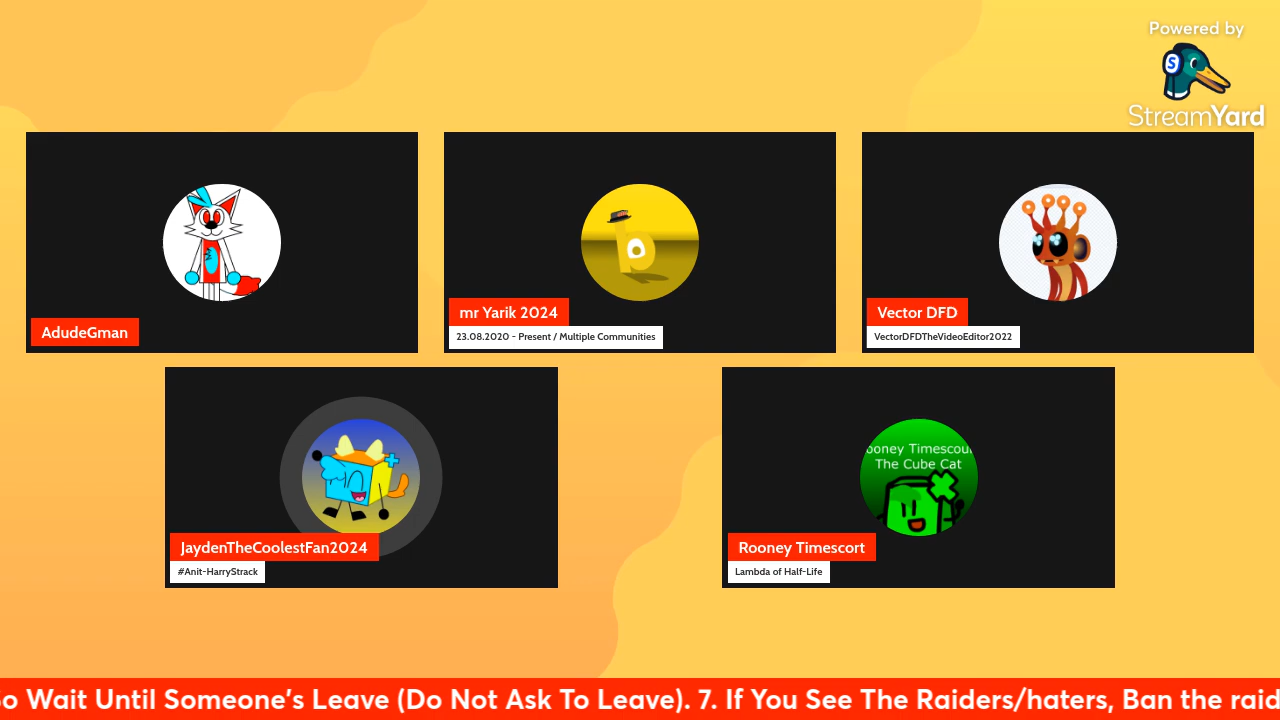 Powered by
StreamYard
AdudeGman
mr Yarik 2024
23.08.2020 - Present / Multiple Communities
Vector DFD
VectorDFDTheVideoEditor2022
JaydenTheCoolestFan2024
#Anit-HarryStrack
ooney Timescour
The Cube Cat
Rooney Timescort
Lambda of Half-Life
o Wait Until Someone's Leave (Do Not Ask To Leave). 7. If You See The Raiders/haters, Ban the raid